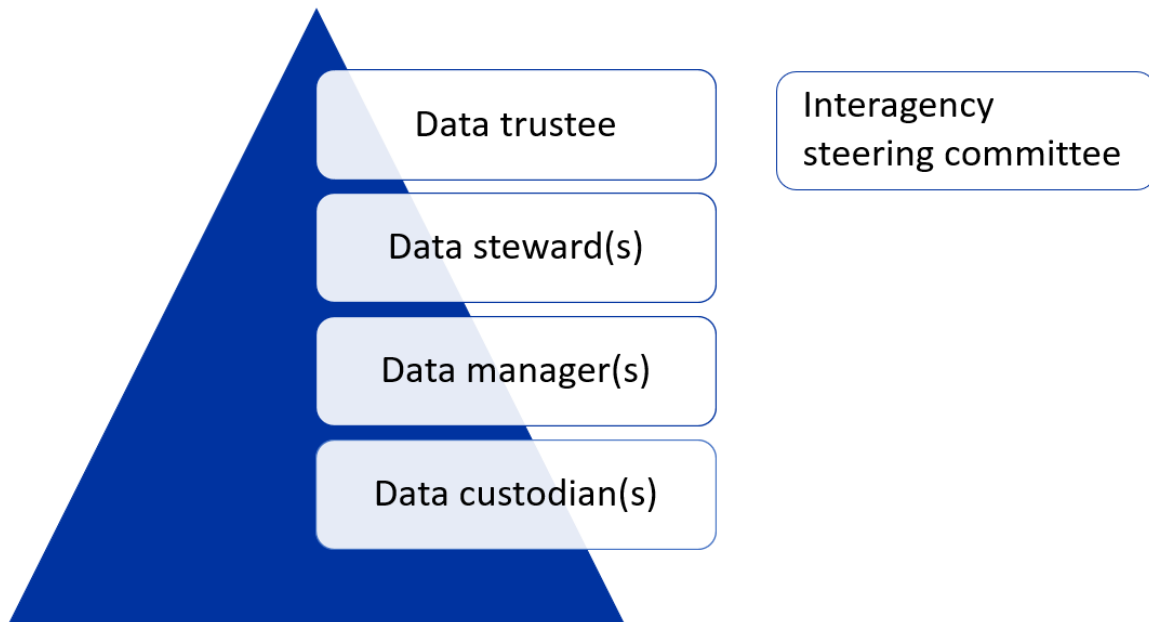 Data trustee
Interagency
steering committee
Data steward(s)
Data manager(s)
Data custodian(s)